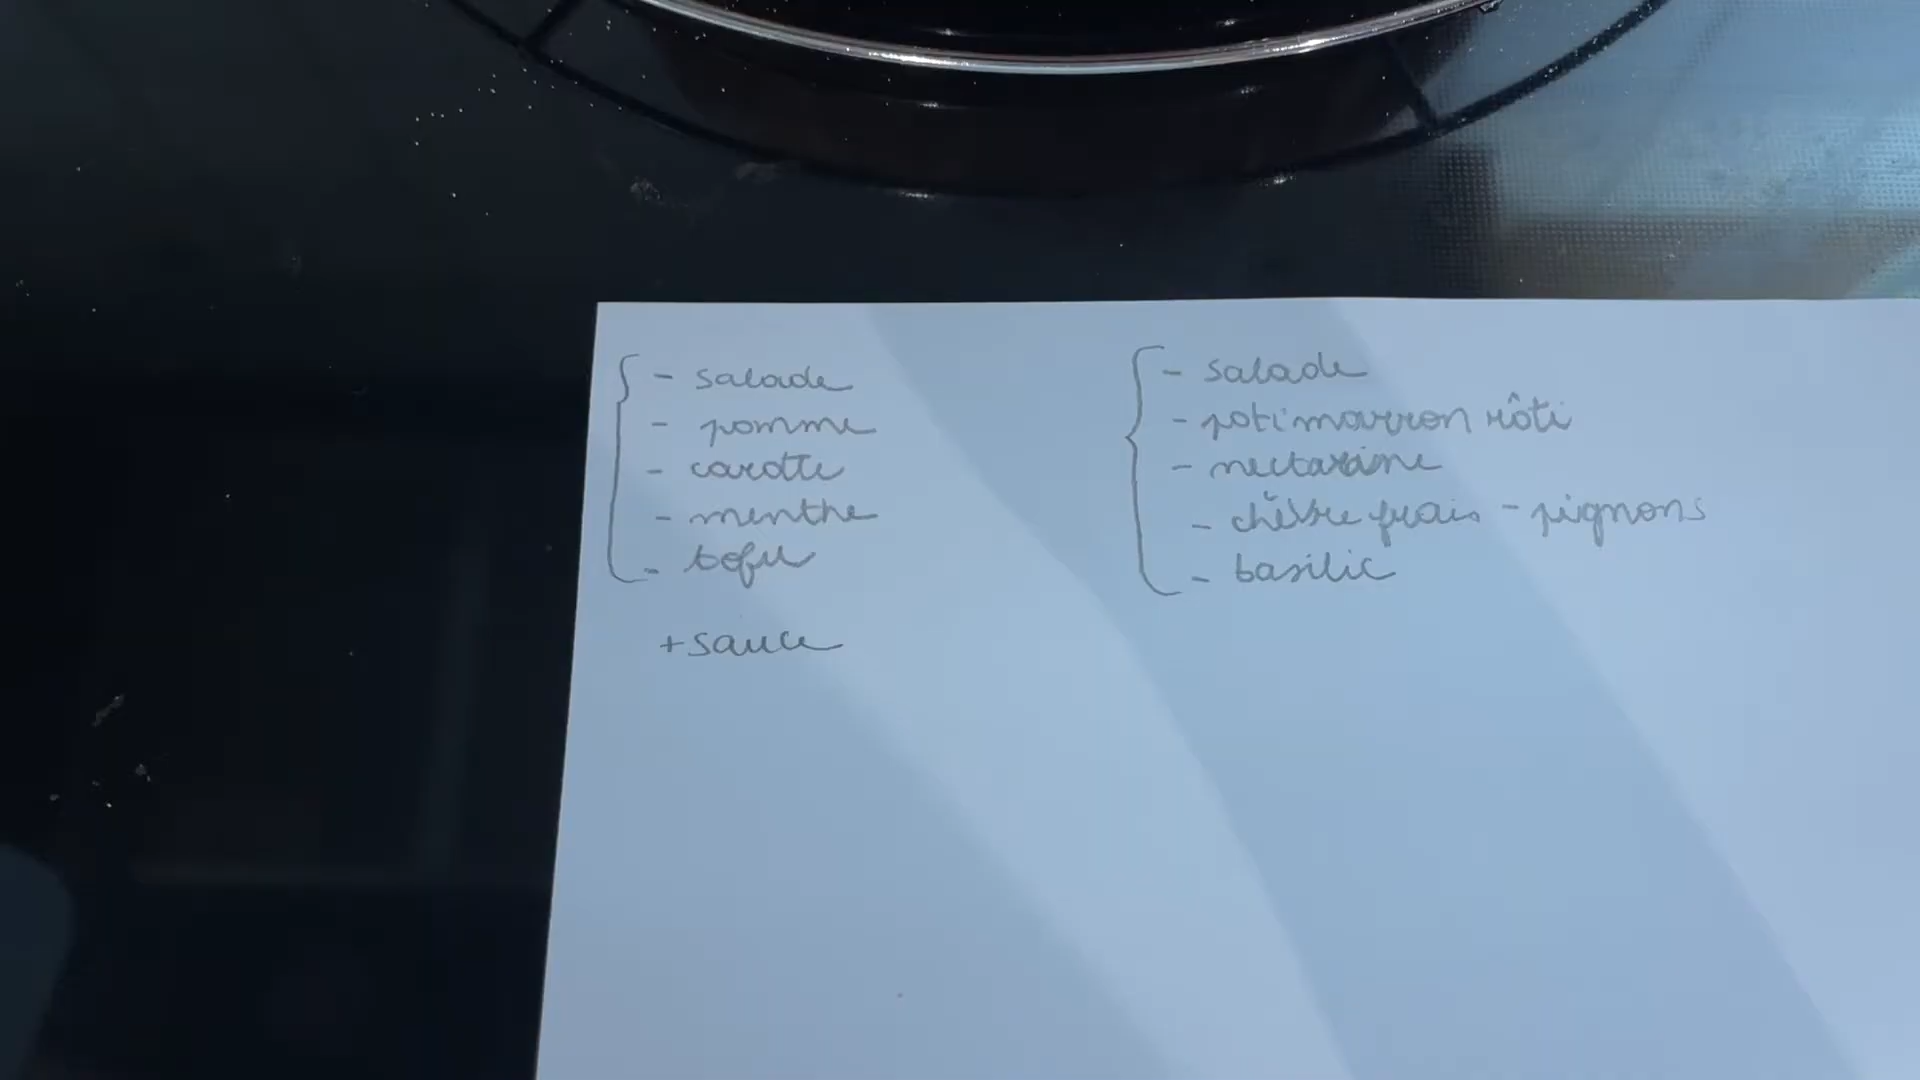 - salade
- pomme
- carotte
- menthe
- tofu
+ sauce
- salade
- potimarron rôti
- nectarine
- chèvre frais - pignons
- basilic